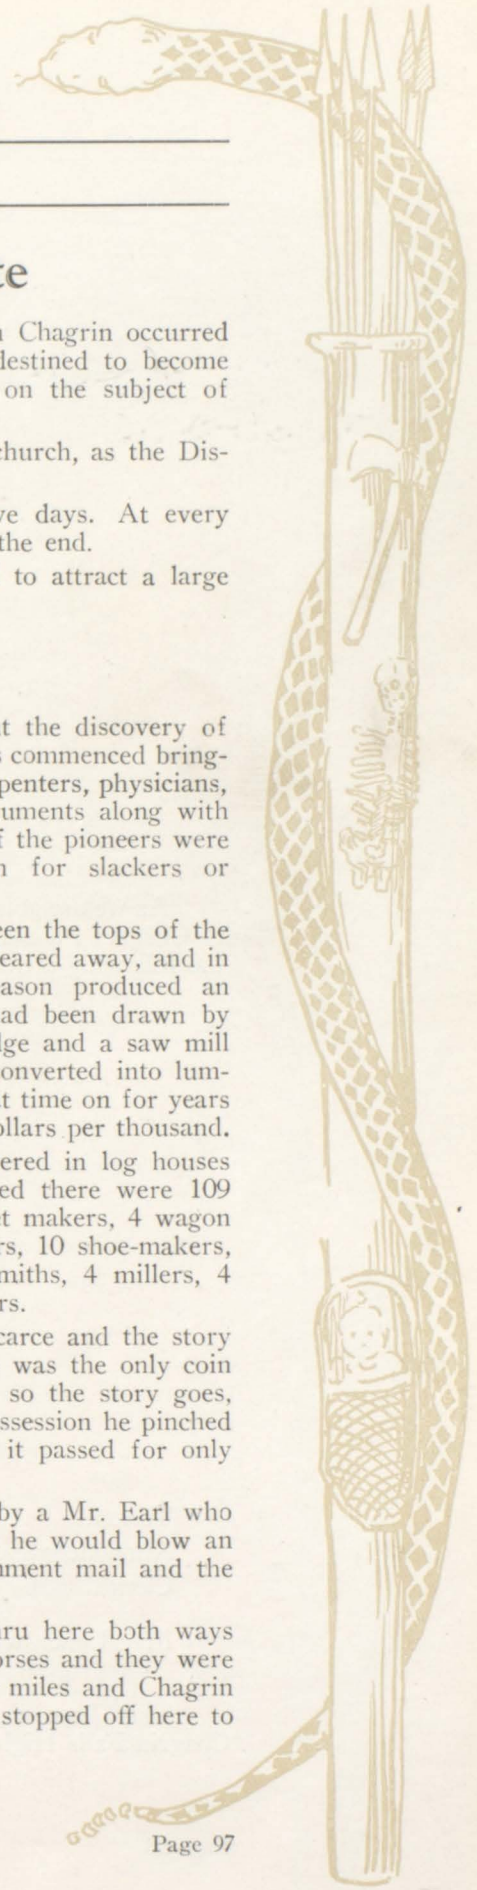 te
n Chagrin occurred
destined to become
on the subject of
church, as the Dis-
ve days. At every
the end.
to attract a large
t the discovery of
s commenced bring-
penters, physicians,
uments along with
f the pioneers were
n for slackers or
een the tops of the
eared away, and in
ason produced an
ad been drawn by
lge and a saw mill
onverted into lum-
t time on for years
ollars per thousand.
ered in log houses
ed there were 109
t makers, 4 wagon
rs, 10 shoe-makers,
miths, 4 millers, 4
rs.
carce and the story
was the only coin
so the story goes,
ssession he pinched
it passed for only
by a Mr. Earl who
he would blow an
nment mail and the
ru here both ways
orses and they were
miles and Chagrin
stopped off here to
Page 97